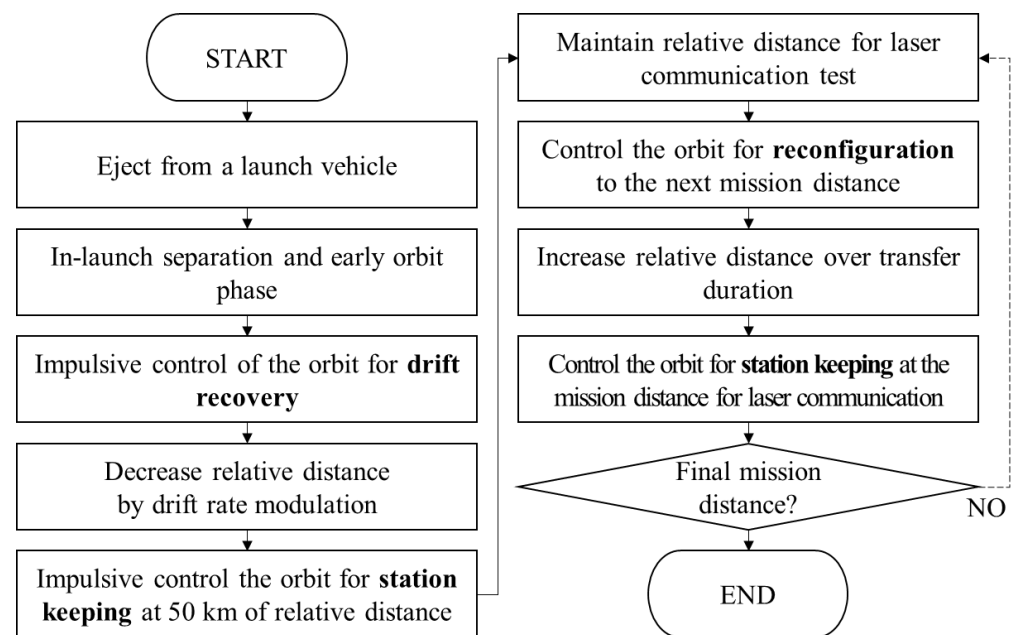 START
Eject from a launch vehicle
In-launch separation and early orbit
phase
Impulsive control of the orbit for drift
recovery
Decrease relative distance
by drift rate modulation
Impulsive control the orbit for station
keeping at 50 km of relative distance
Maintain relative distance for laser
communication test
Control the orbit for reconfiguration
to the next mission distance
Increase relative distance over transfer
duration
Control the orbit for station keeping at the
mission distance for laser communication
Final mission
distance?
NO
END